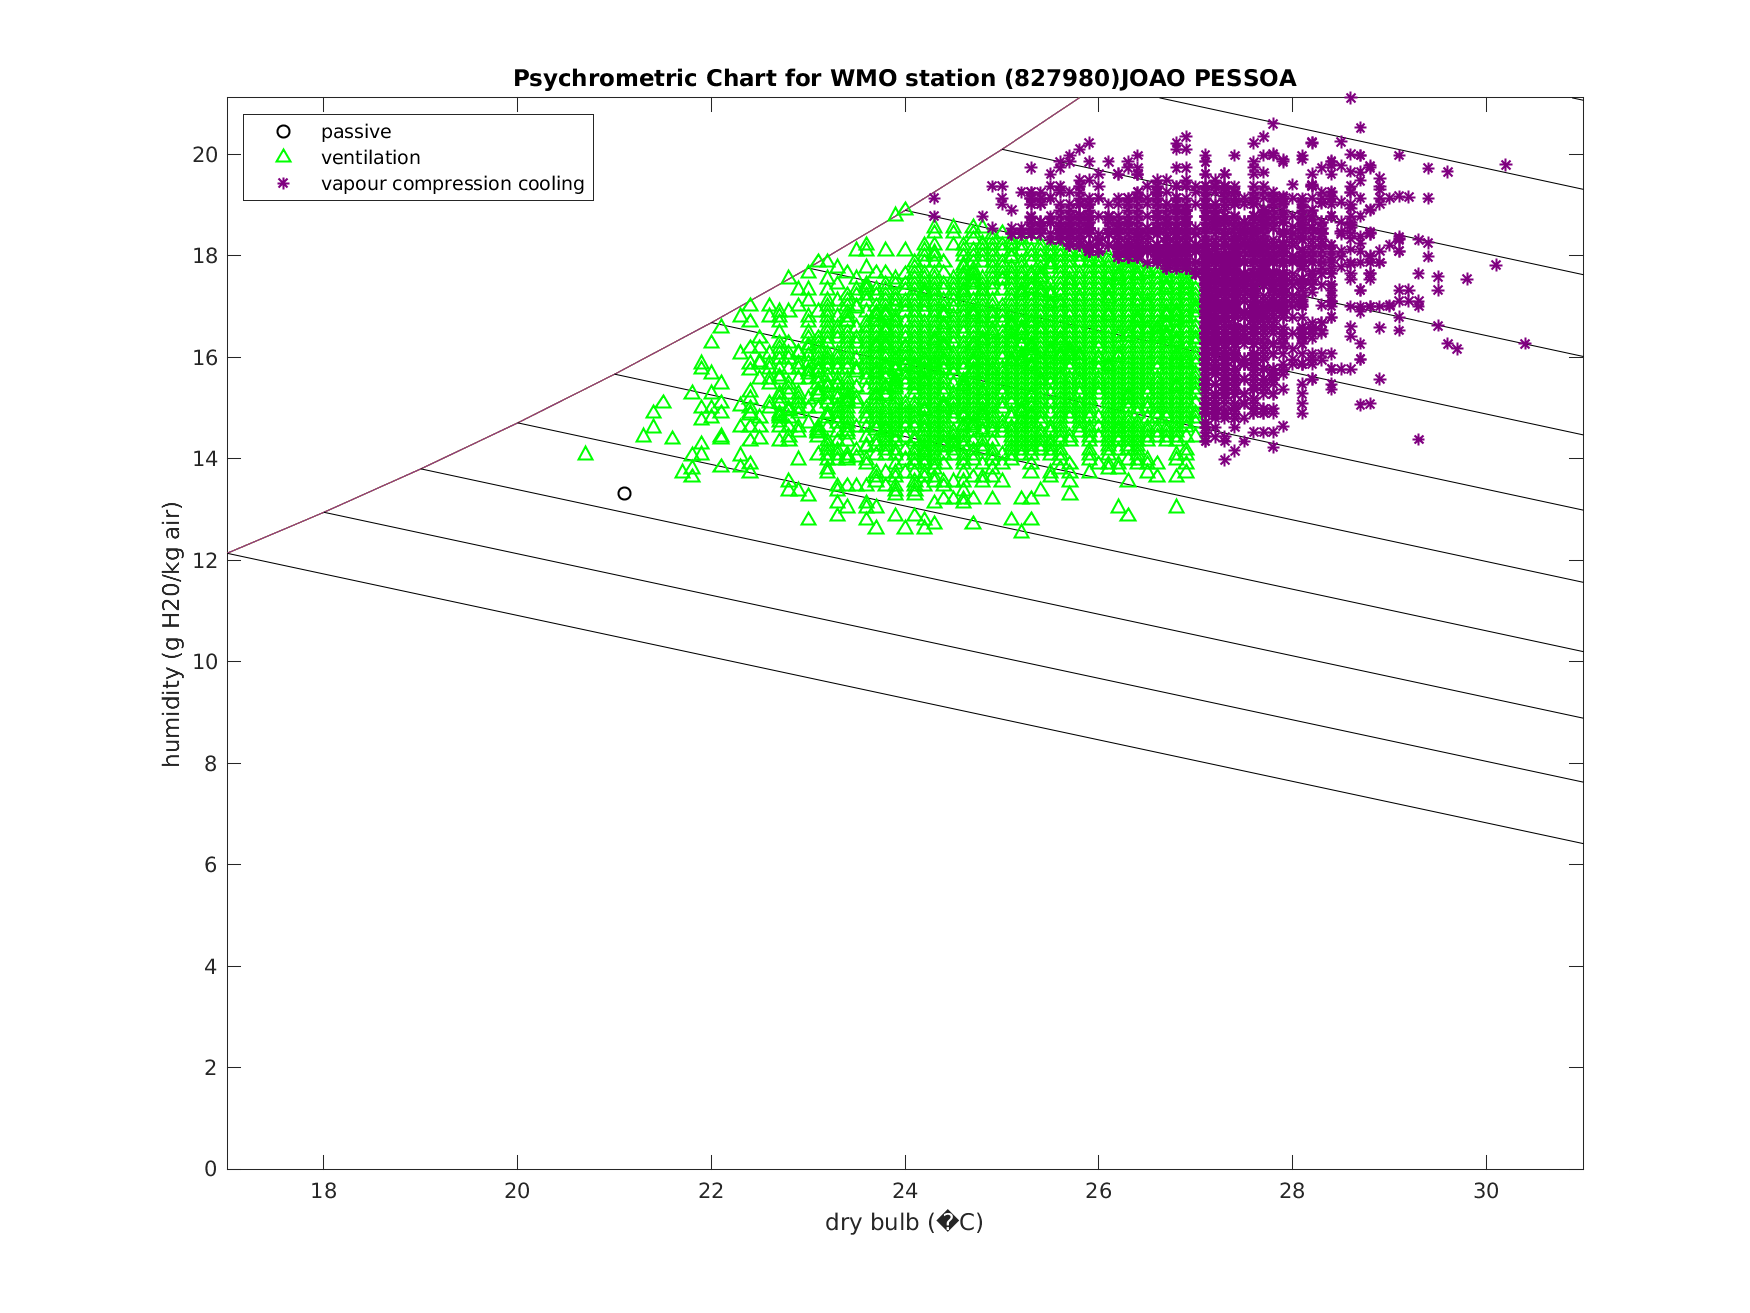 Psychrometric Chart for WMO station (827980)JOAO PESSOA
passive
ventilation
vapour compression cooling
20
18
16
14
12
10
8
6
4
2
0
humidity (g H20/kg air)
18 20 22 24 26 28 30
dry bulb (�C)